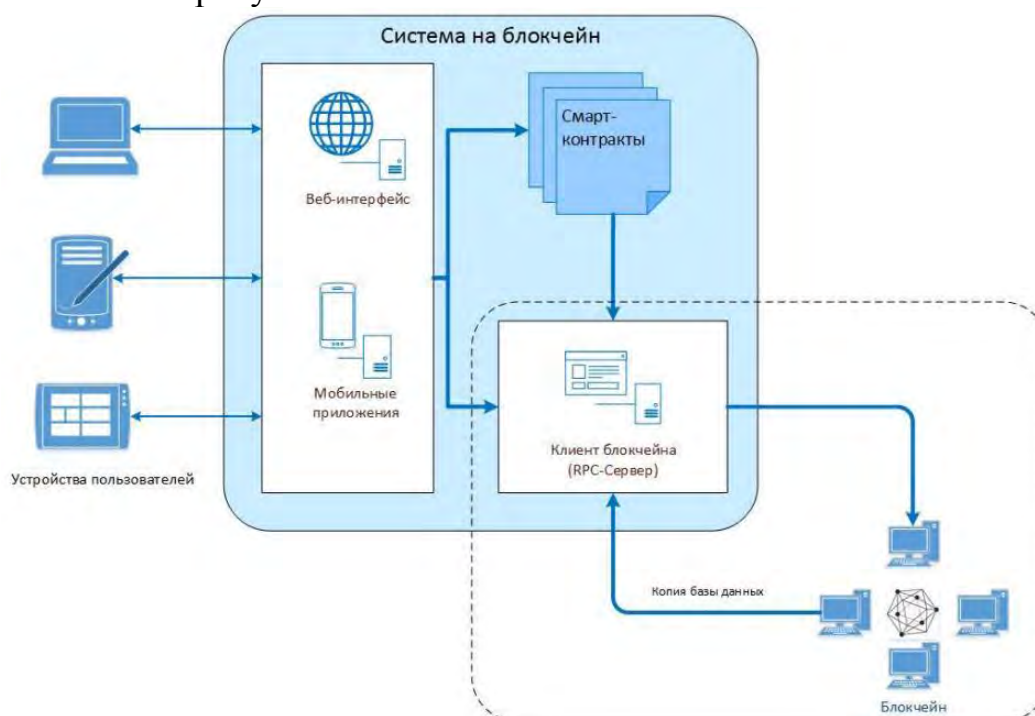 Система на блокчейн
Смарт-
контракты
Веб-интерфейс
Мобильные
приложения
Клиент блокчейна
(RPC-Сервер)
Устройства пользователей
Копия базы данных
Блокчейн